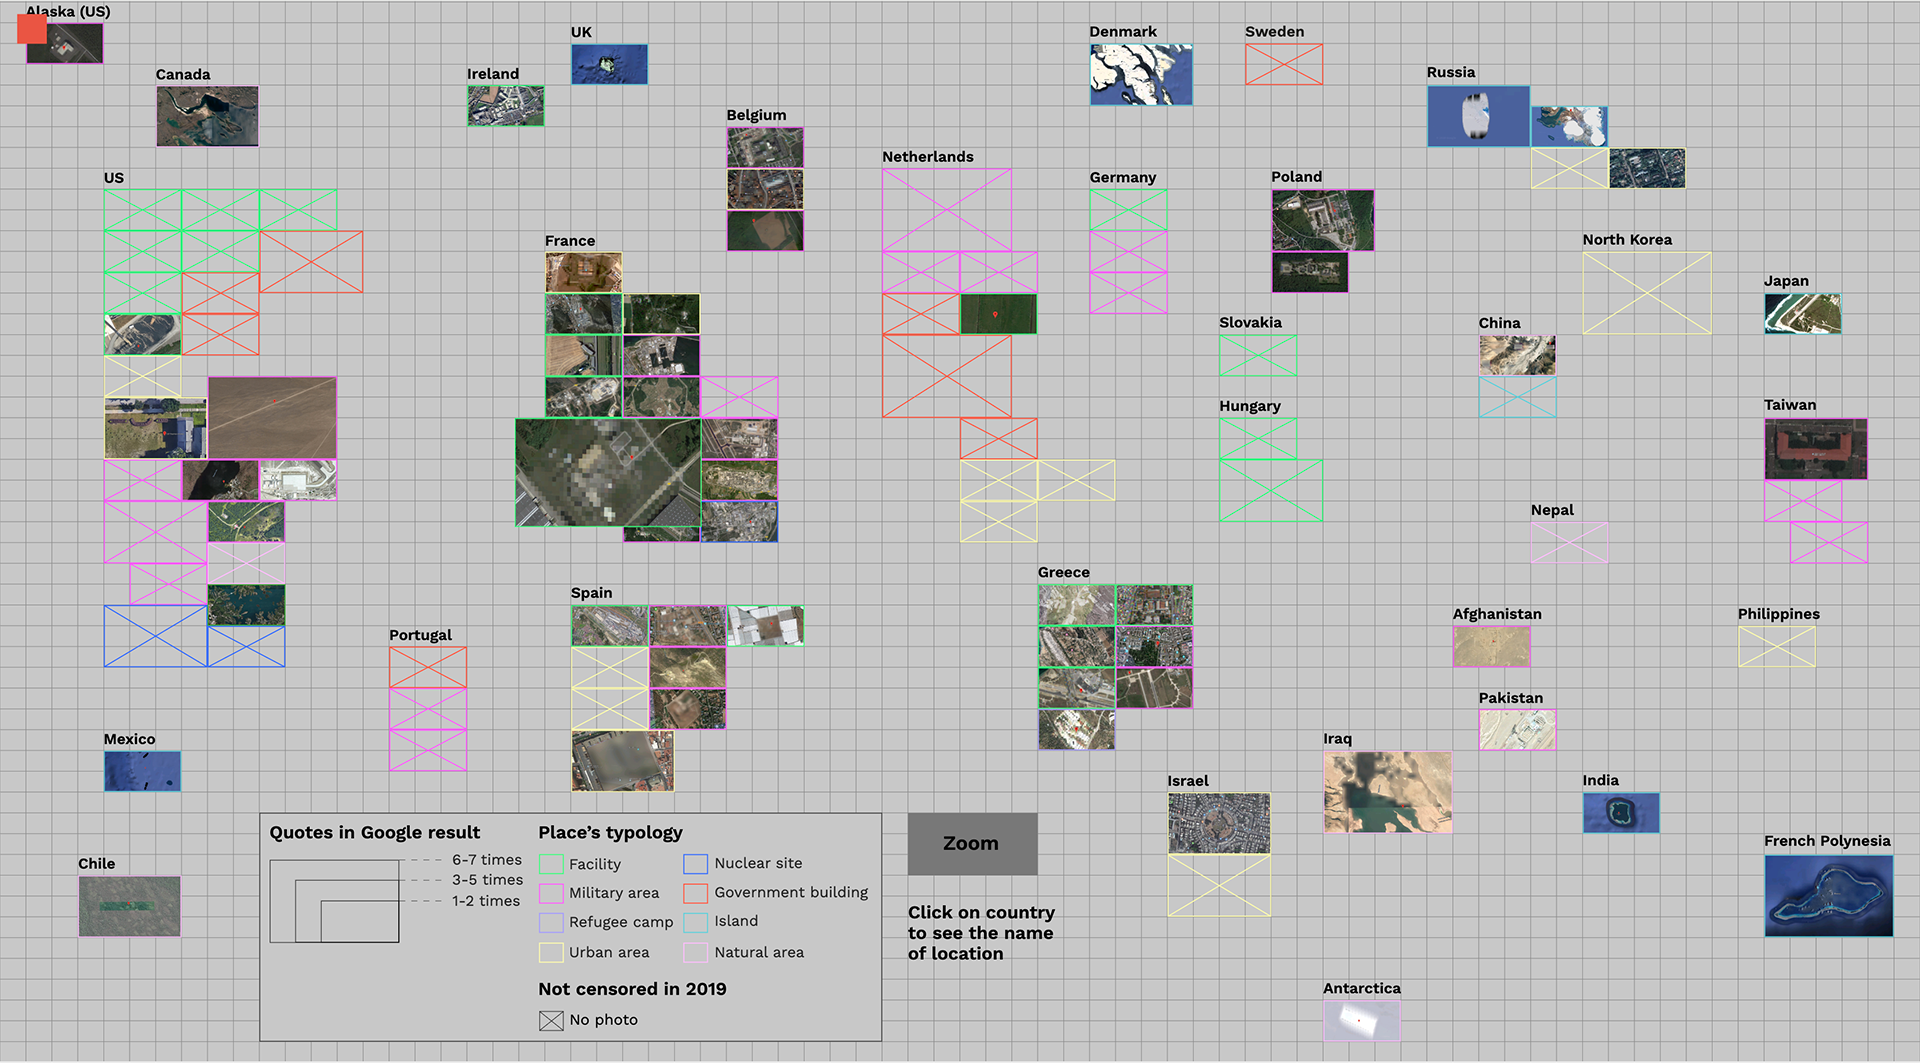 Alaska (US)
Canada
Ireland
UK
Denmark
Sweden
Russia
Belgium
Netherlands
Germany
Poland
US
France
North Korea
Japan
Slovakia
China
Hungary
Taiwan
Nepal
Greece
Spain
Portugal
Afghanistan
Philippines
Pakistan
Mexico
Iraq
Israel
India
French Polynesia
Chile
Antarctica
Quotes in Google result
6-7 times
3-5 times
1-2 times
Place's typology
Facility
Military area
Refugee camp
Urban area
Nuclear site
Government building
Island
Natural area
Not censored in 2019
No photo
Zoom
Click on country
to see the name
of location